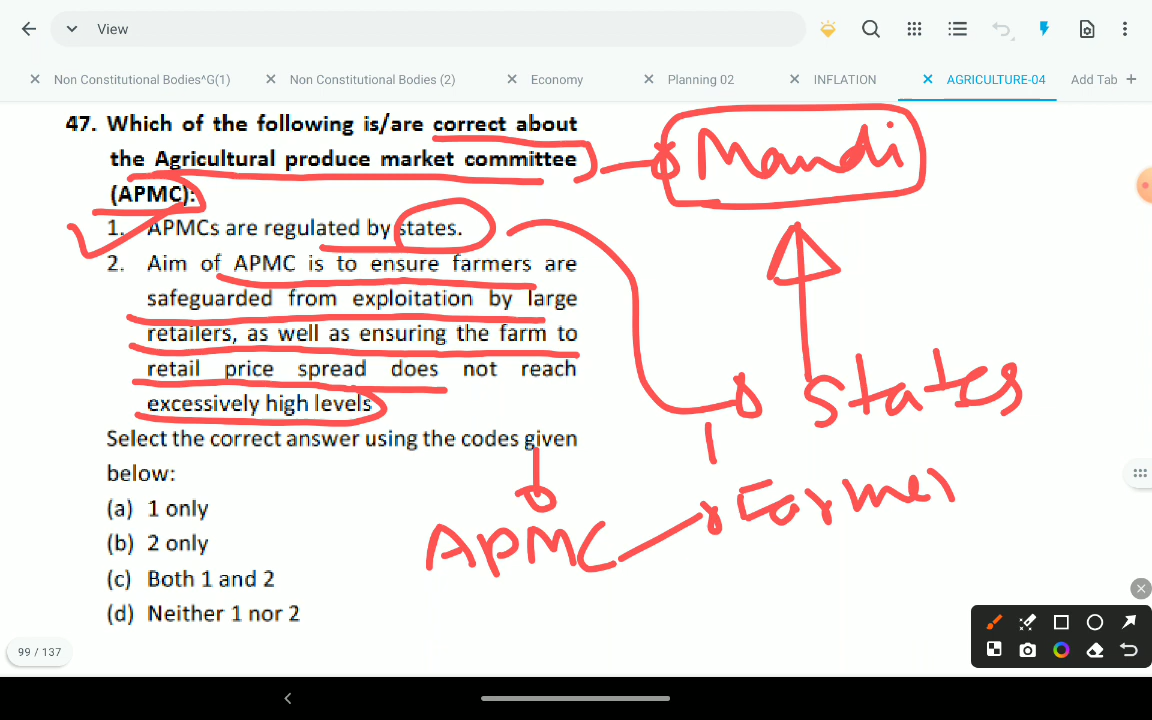 View
Non Constitutional Bodies^G(1) Non Constitutional Bodies (2) Economy Planning 02 INFLATION AGRICULTURE-04 Add Tab
47. Which of the following is/are correct about
the Agricultural produce market committee
(APMC):
1. APMCs are regulated by states.
2. Aim of APMC is to ensure farmers are
safeguarded from exploitation by large
retailers, as well as ensuring the farm to
retail price spread does not reach
excessively high levels
Select the correct answer using the codes given
below:
(a) 1 only
(b) 2 only
(c) Both 1 and 2
(d) Neither 1 nor 2
Mandi
States
Farmer
APMC
99 / 137